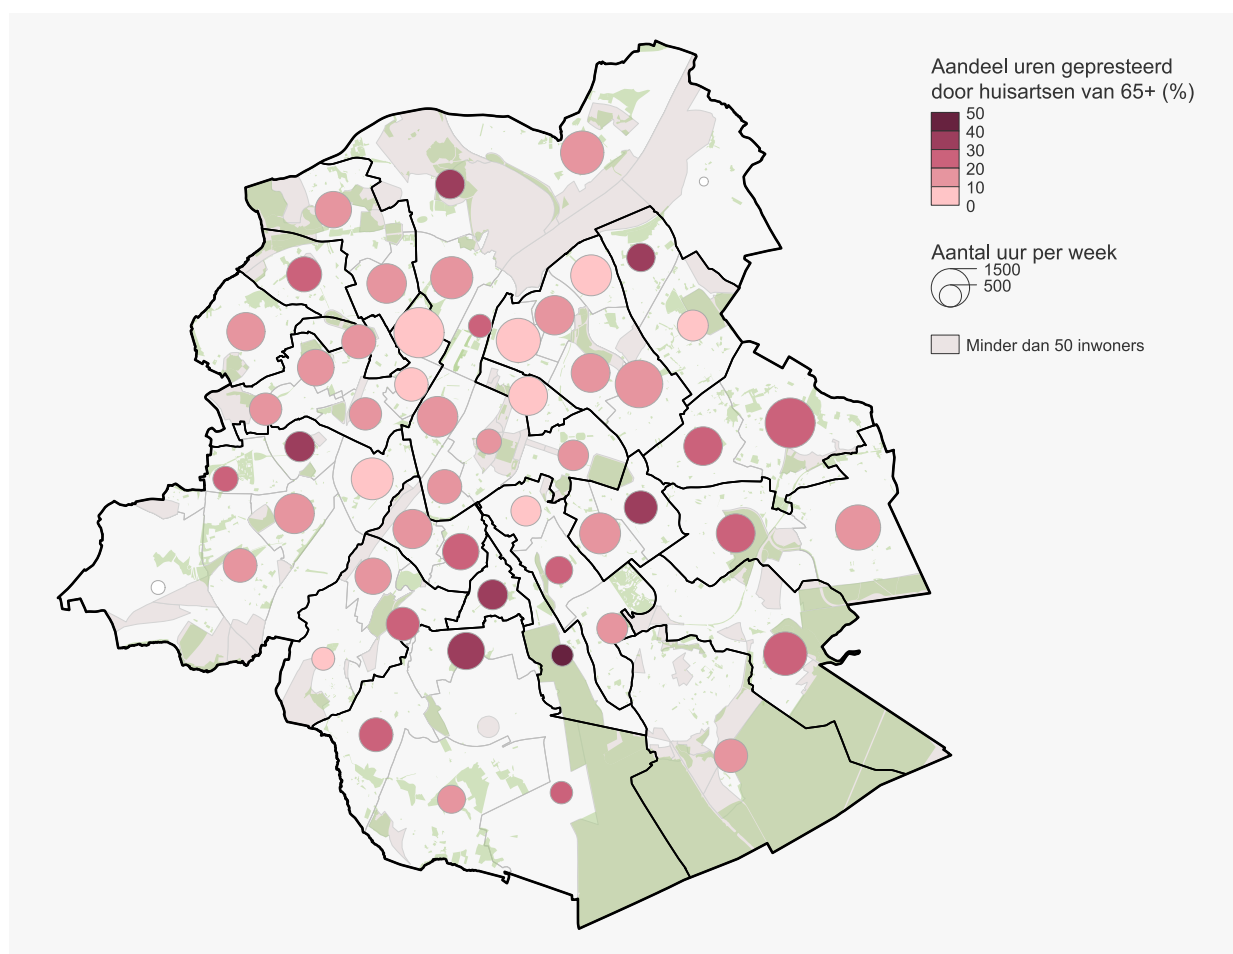 Aandeel uren gepresteerd
door huisartsen van 65+ (%)
50
40
30
20
10
0
Aantal uur per week
1500
500
Minder dan 50 inwoners